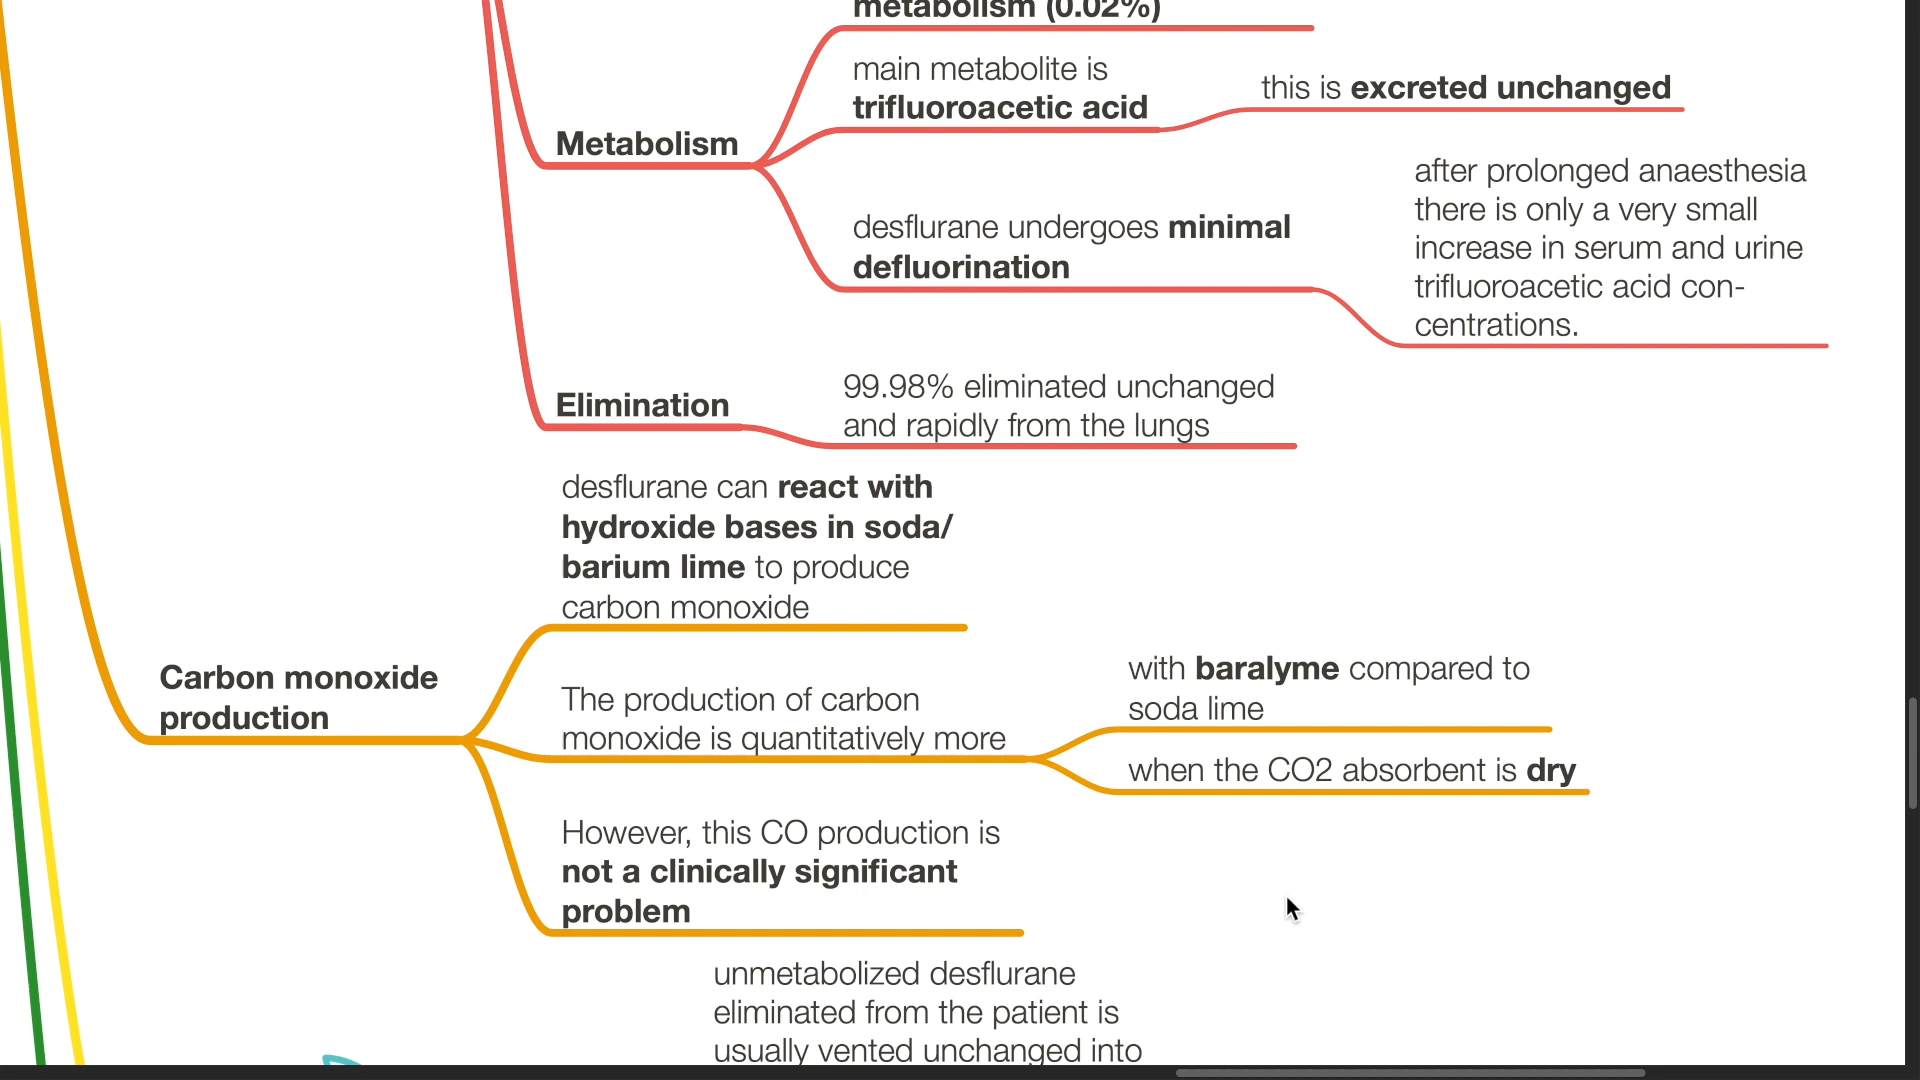 metabolism (0.02%)
main metabolite is
trifluoroacetic acid
this is excreted unchanged
Metabolism
desflurane undergoes minimal
defluorination
after prolonged anaesthesia
there is only a very small
increase in serum and urine
trifluoroacetic acid con-
centrations.
Elimination
99.98% eliminated unchanged
and rapidly from the lungs
desflurane can react with
hydroxide bases in soda/
barium lime to produce
carbon monoxide
Carbon monoxide
production
The production of carbon
monoxide is quantitatively more
with baralyme compared to
soda lime
when the CO2 absorbent is dry
However, this CO production is
not a clinically significant
problem
unmetabolized desflurane
eliminated from the patient is
usually vented unchanged into